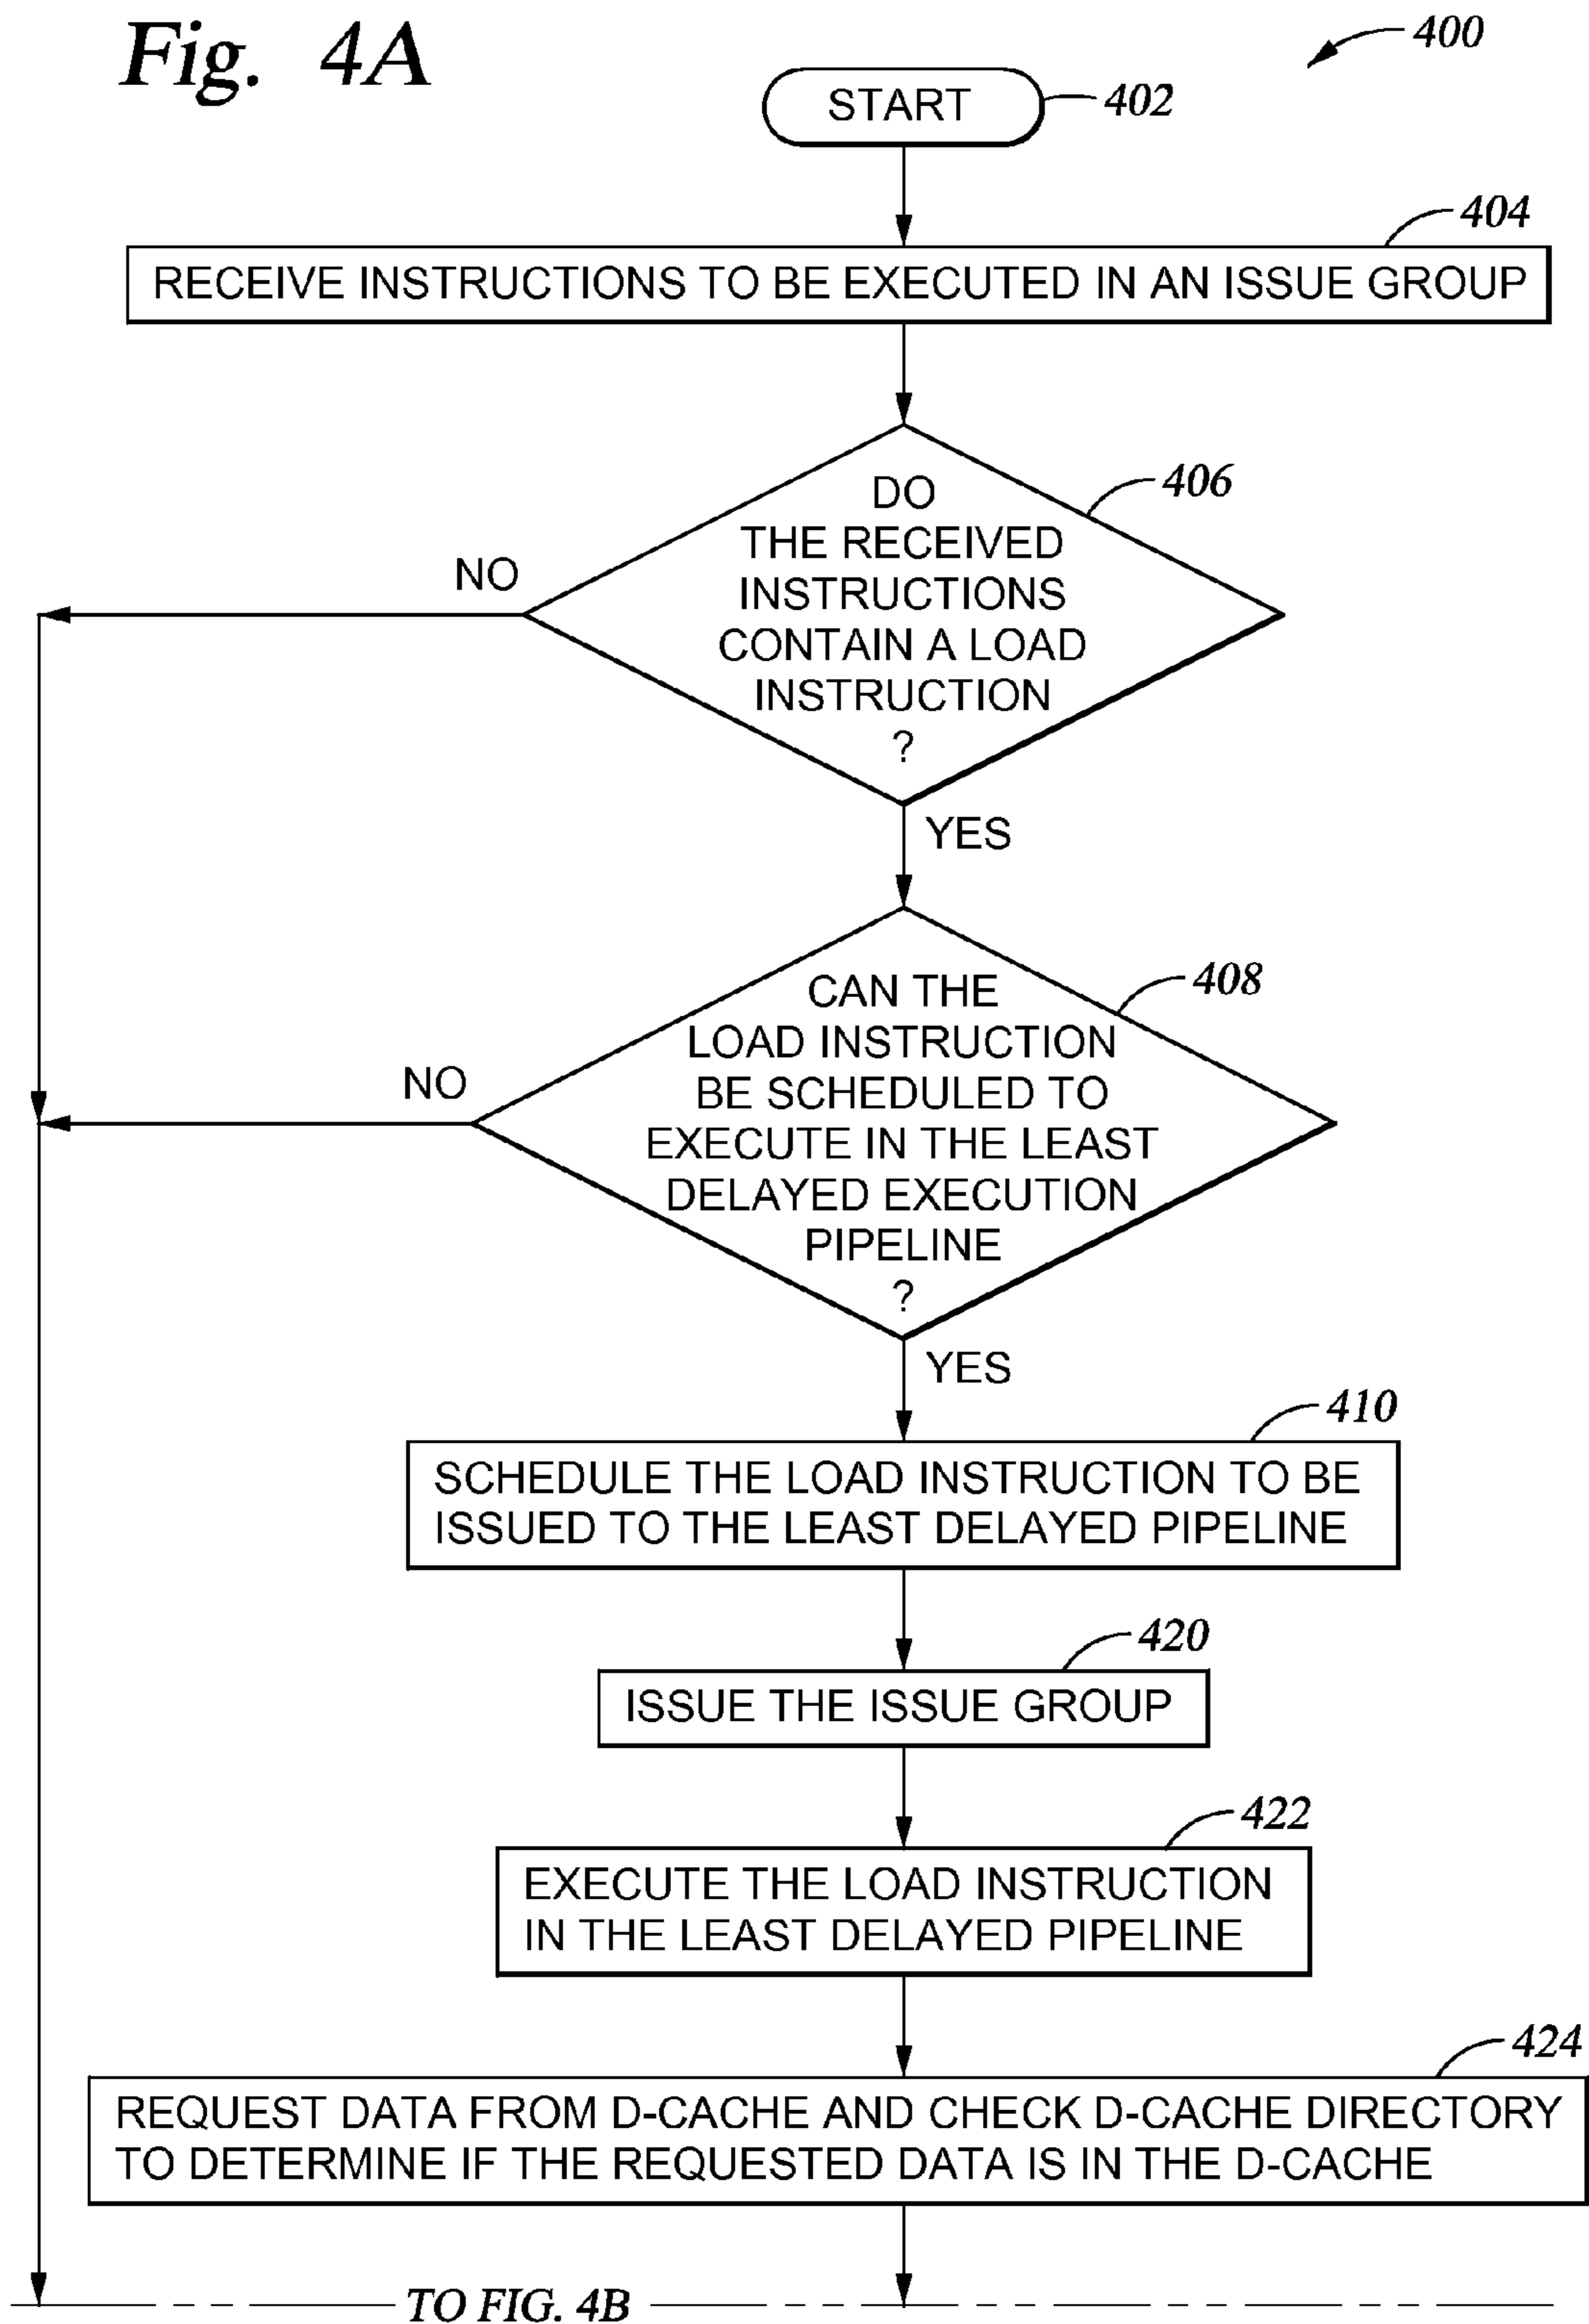 Fig. 4A
400
START
402
404
RECEIVE INSTRUCTIONS TO BE EXECUTED IN AN ISSUE GROUP
406
DO
THE RECEIVED
INSTRUCTIONS
CONTAIN A LOAD
INSTRUCTION
?
NO
YES
408
CAN THE
LOAD INSTRUCTION
BE SCHEDULED TO
EXECUTE IN THE LEAST
DELAYED EXECUTION
PIPELINE
?
NO
YES
410
SCHEDULE THE LOAD INSTRUCTION TO BE
ISSUED TO THE LEAST DELAYED PIPELINE
420
ISSUE THE ISSUE GROUP
422
EXECUTE THE LOAD INSTRUCTION
IN THE LEAST DELAYED PIPELINE
424
REQUEST DATA FROM D-CACHE AND CHECK D-CACHE DIRECTORY
TO DETERMINE IF THE REQUESTED DATA IS IN THE D-CACHE
TO FIG. 4B